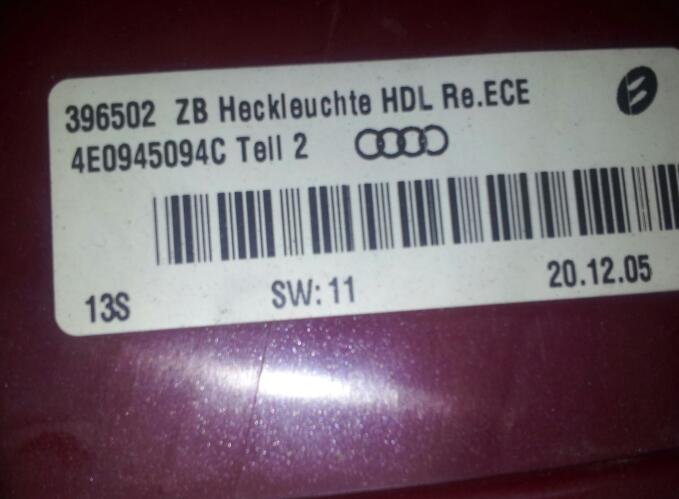 396502 ZB Heckleuchte HDL Re.ECE
4E0945094C Teil 2
13S SW: 11 20.12.05